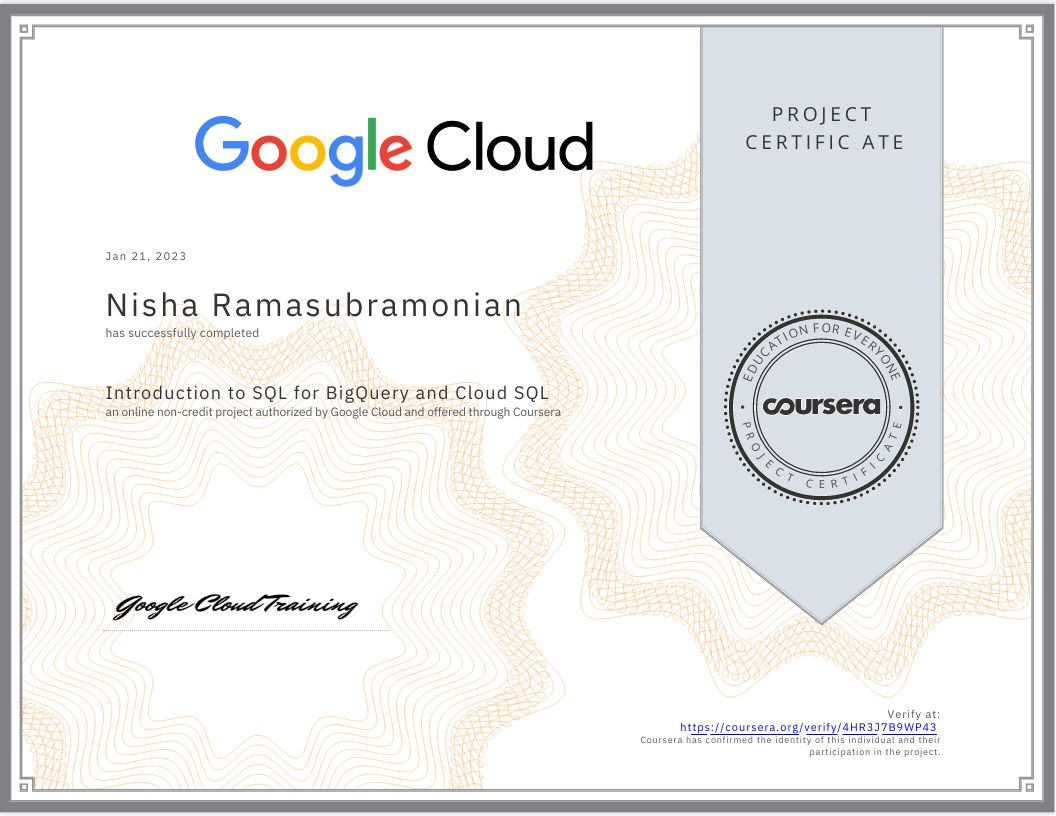 Google Cloud
PROJECT
CERTIFIC ATE
Jan 21, 2023
Nisha Ramasubramonian
has successfully completed
Introduction to SQL for BigQuery and Cloud SQL
an online non-credit project authorized by Google Cloud and offered through Coursera
EDUCATION FOR EVERYONE
coursera
PROJECT CERTIFICATE
Google Cloud Training
Verify at:
https://coursera.org/verify/4HR3J7B9WP43
Coursera has confirmed the identity of this individual and their
participation in the project.